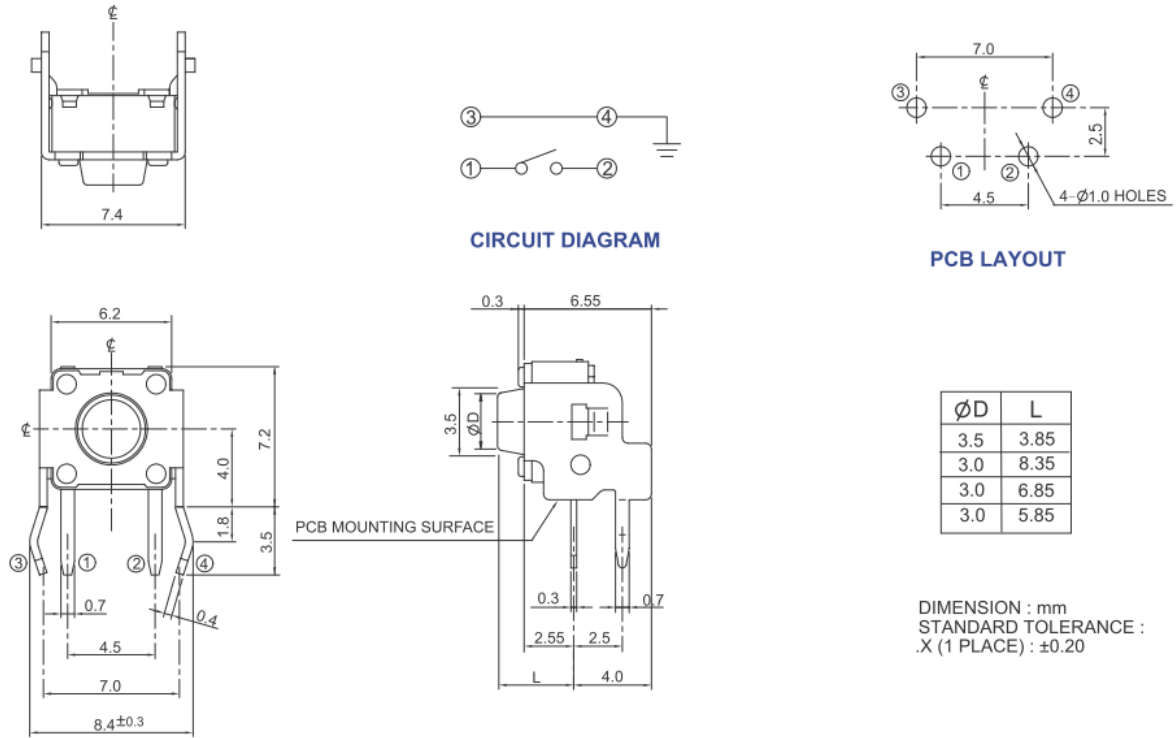 ℄
7.4
③ ④
① ②
CIRCUIT DIAGRAM
7.0
℄
③ ④
2.5
① ②
4.5
4-Ø1.0 HOLES
PCB LAYOUT
6.2
℄
℄
7.2
4.0
1.8
3.5
③ ① ② ④
0.7
0.4
4.5
7.0
8.4±0.3
0.3 6.55
3.5
ØD
PCB MOUNTING SURFACE
0.3 0.7
2.55 2.5
L 4.0
ØD L
3.5 3.85
3.0 8.35
3.0 6.85
3.0 5.85
DIMENSION : mm
STANDARD TOLERANCE :
.X (1 PLACE) : ±0.20